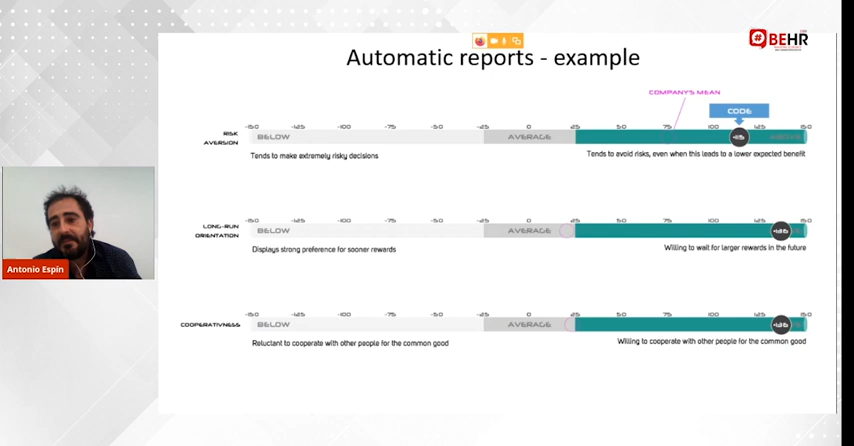 #BEHR
Automatic reports - example
COMPANY'S MEAN
CODE
-150 -125 -100 -75 -50 -25 0 25 50 75 100 125 150
RISK
AVERSION
BELOW AVERAGE ABOVE
Tends to make extremely risky decisions
Tends to avoid risks, even when this leads to a lower expected benefit
-150 -125 -100 -75 -50 -25 0 25 50 75 100 125 150
LONG-RUN
ORIENTATION
BELOW AVERAGE
Displays strong preference for sooner rewards
Willing to wait for larger rewards in the future
Antonio Espín
-150 -125 -100 -75 -50 -25 0 25 50 75 100 125 150
COOPERATIVNESS
BELOW AVERAGE
Reluctant to cooperate with other people for the common good
Willing to cooperate with other people for the common good